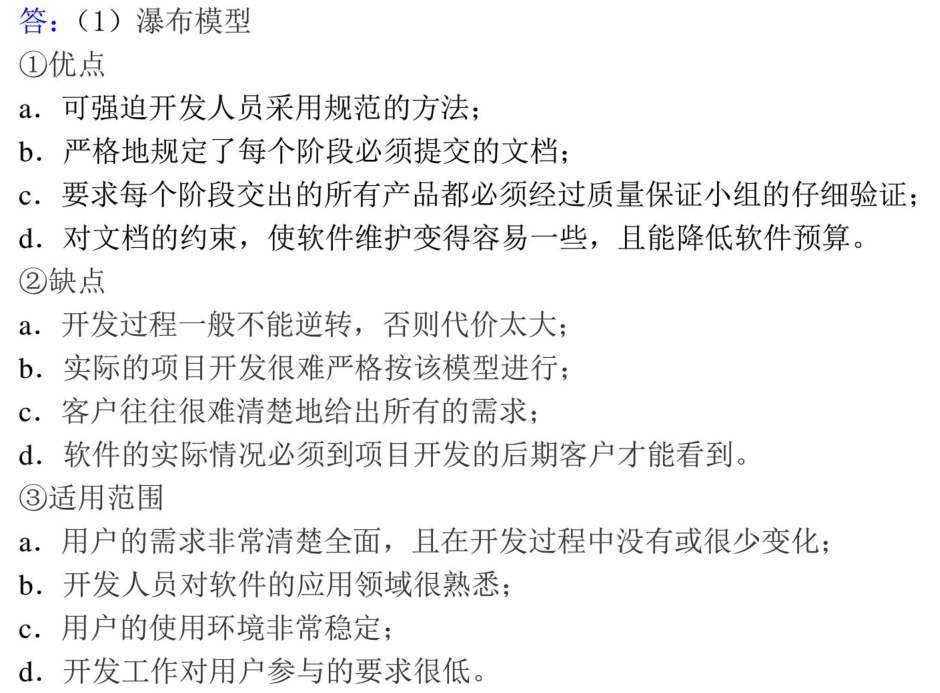 答：（1）瀑布模型
①优点
a．可强迫开发人员采用规范的方法；
b．严格地规定了每个阶段必须提交的文档；
c．要求每个阶段交出的所有产品都必须经过质量保证小组的仔细验证；
d．对文档的约束，使软件维护变得容易一些，且能降低软件预算。
②缺点
a．开发过程一般不能逆转，否则代价太大；
b．实际的项目开发很难严格按该模型进行；
c．客户往往很难清楚地给出所有的需求；
d．软件的实际情况必须到项目开发的后期客户才能看到。
③适用范围
a．用户的需求非常清楚全面，且在开发过程中没有或很少变化；
b．开发人员对软件的应用领域很熟悉；
c．用户的使用环境非常稳定；
d．开发工作对用户参与的要求很低。